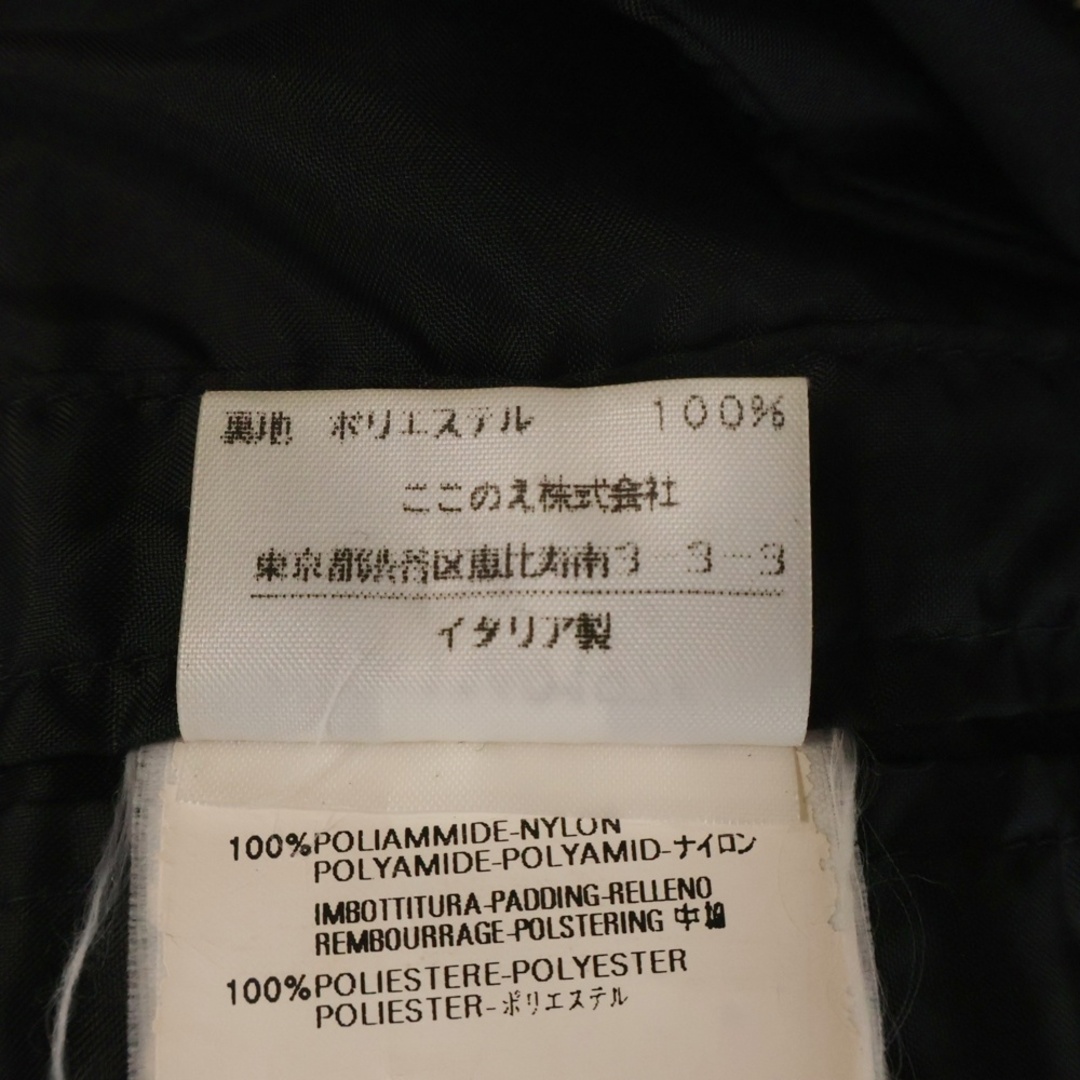 裏地 ポリエステル 100%
ここのえ株式会社
東京都渋谷区恵比寿南3-3-3
イタリア製
100%POLIAMMIDE-NYLON
POLYAMIDE-POLYAMID-ナイロン
IMBOTTITURA-PADDING-RELLENO
REMBOURRAGE-POLSTERING 中
100%POLIESTERE-POLYESTER
POLIESTER-ポリエステル